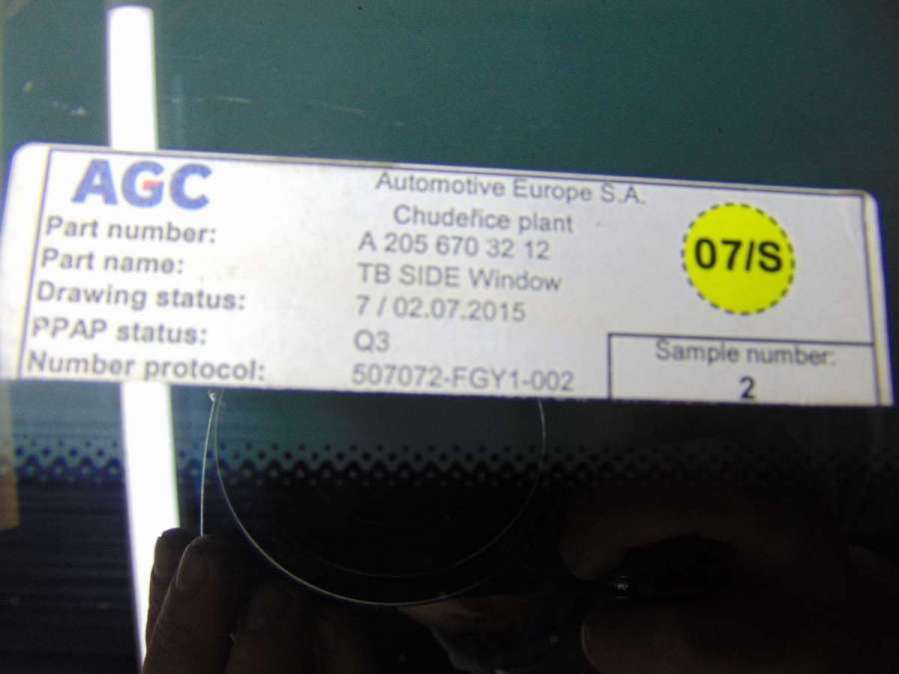 AGC
Automotive Europe S.A.
Chudeřice plant
Part number: A 205 670 32 12
Part name: TB SIDE Window
Drawing status: 7 / 02.07.2015
PPAP status: Q3
Number protocol: 507072-FGY1-002
07/S
Sample number:
2